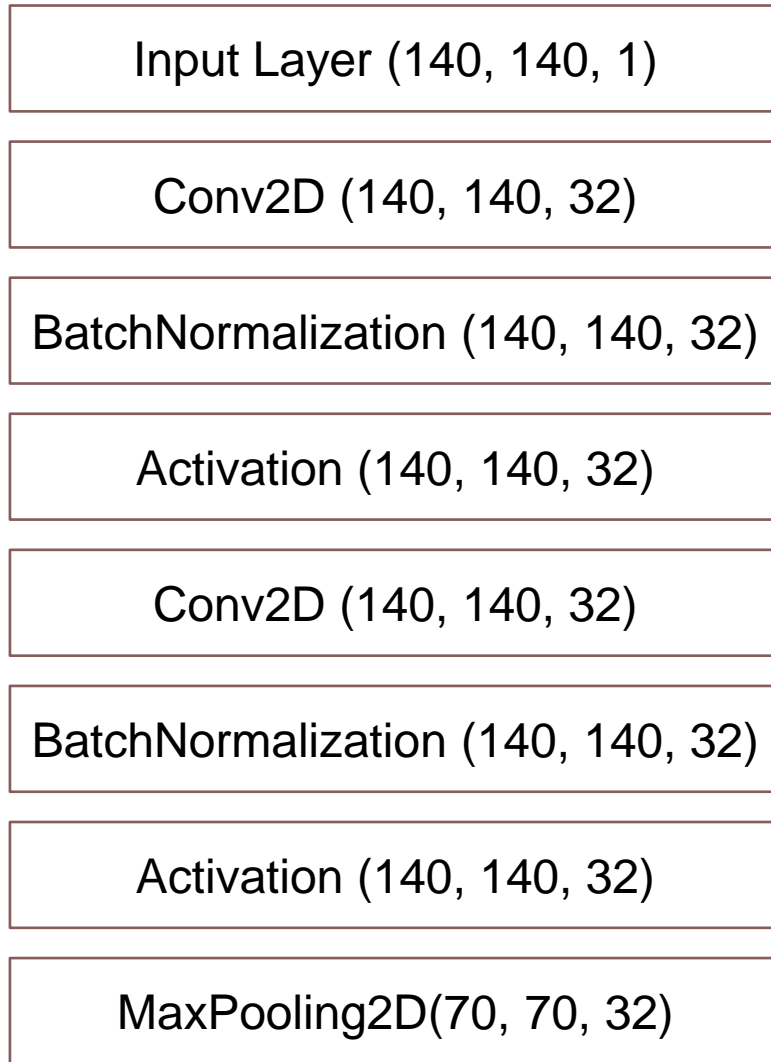 Input Layer (140, 140, 1)
Conv2D (140, 140, 32)
BatchNormalization (140, 140, 32)
Activation (140, 140, 32)
Conv2D (140, 140, 32)
BatchNormalization (140, 140, 32)
Activation (140, 140, 32)
MaxPooling2D(70, 70, 32)